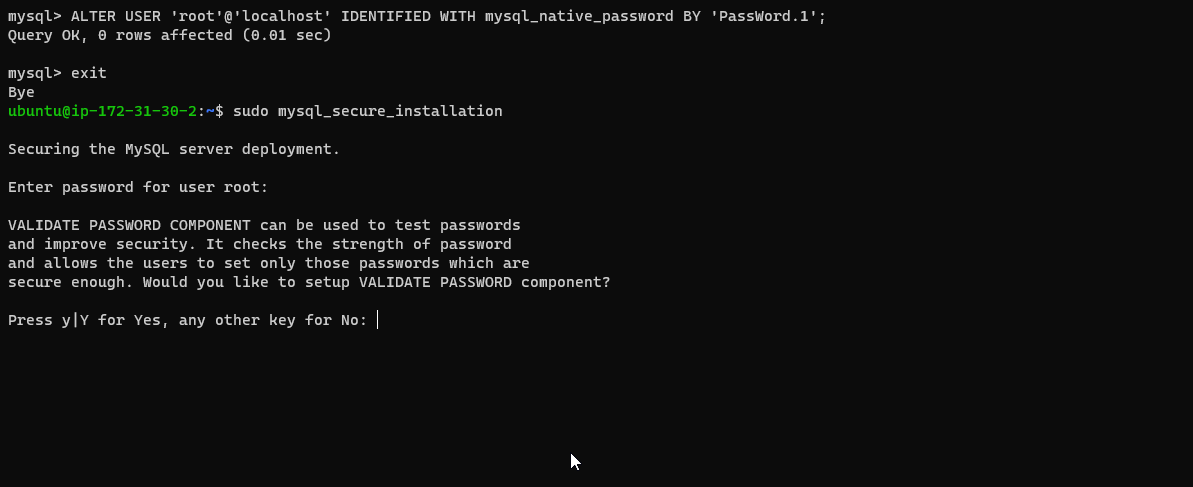 mysql> ALTER USER 'root'@'localhost' IDENTIFIED WITH mysql_native_password BY 'PassWord.1';
Query OK, 0 rows affected (0.01 sec)
mysql> exit
Bye
ubuntu@ip-172-31-30-2:~$ sudo mysql_secure_installation
Securing the MySQL server deployment.
Enter password for user root:
VALIDATE PASSWORD COMPONENT can be used to test passwords
and improve security. It checks the strength of password
and allows the users to set only those passwords which are
secure enough. Would you like to setup VALIDATE PASSWORD component?
Press y|Y for Yes, any other key for No: